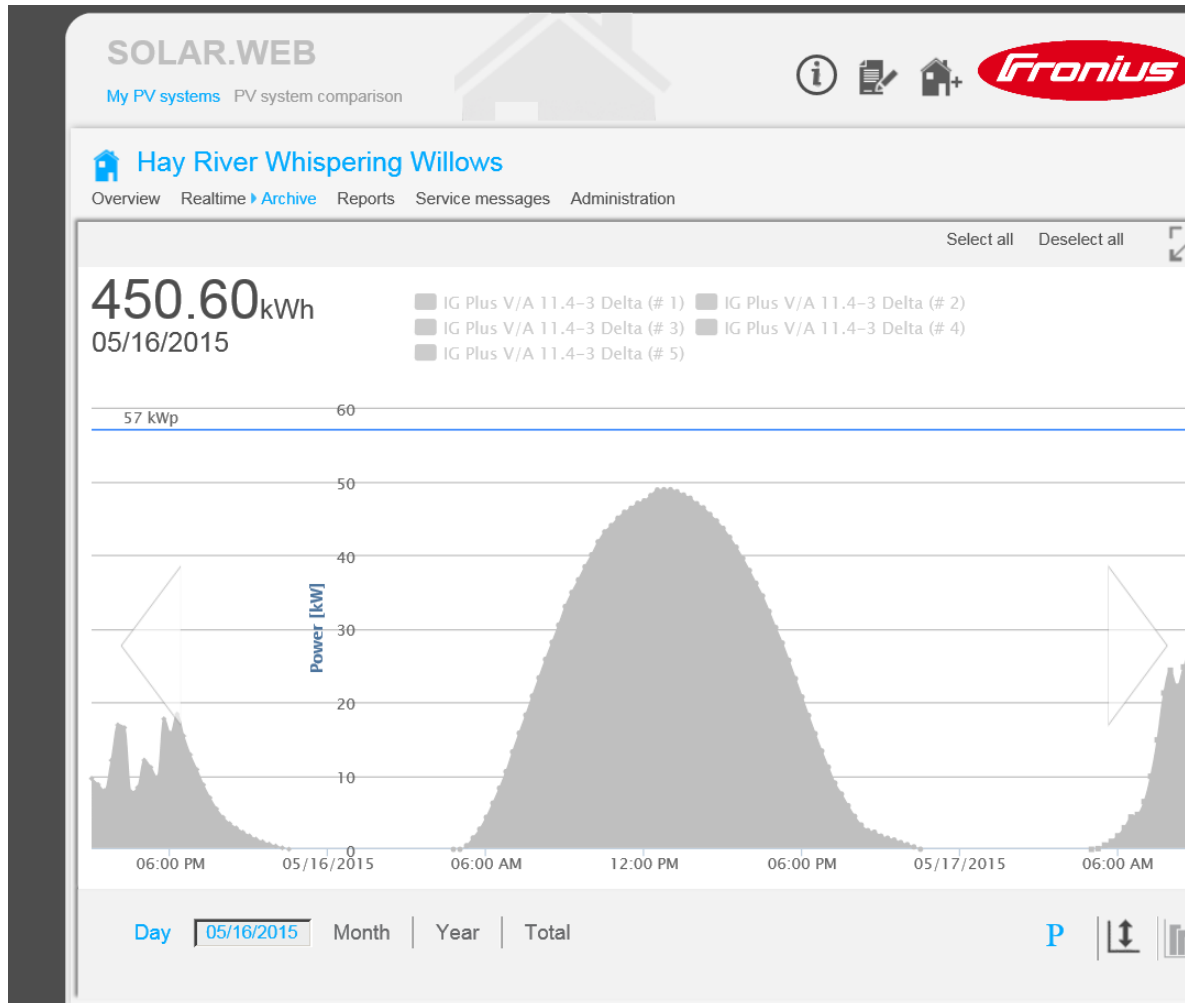 SOLAR.WEB
Fronius
My PV systems PV system comparison
Hay River Whispering Willows
Overview Realtime Archive Reports Service messages Administration
Select all Deselect all
450.60kWh
05/16/2015
IG Plus V/A 11.4-3 Delta (# 1) IG Plus V/A 11.4-3 Delta (# 2)
IG Plus V/A 11.4-3 Delta (# 3) IG Plus V/A 11.4-3 Delta (# 4)
IG Plus V/A 11.4-3 Delta (# 5)
57 kWp
60
50
40
30
20
10
0
Power [kW]
06:00 PM 05/16/2015 06:00 AM 12:00 PM 06:00 PM 05/17/2015 06:00 AM
Day 05/16/2015 Month Year Total
P